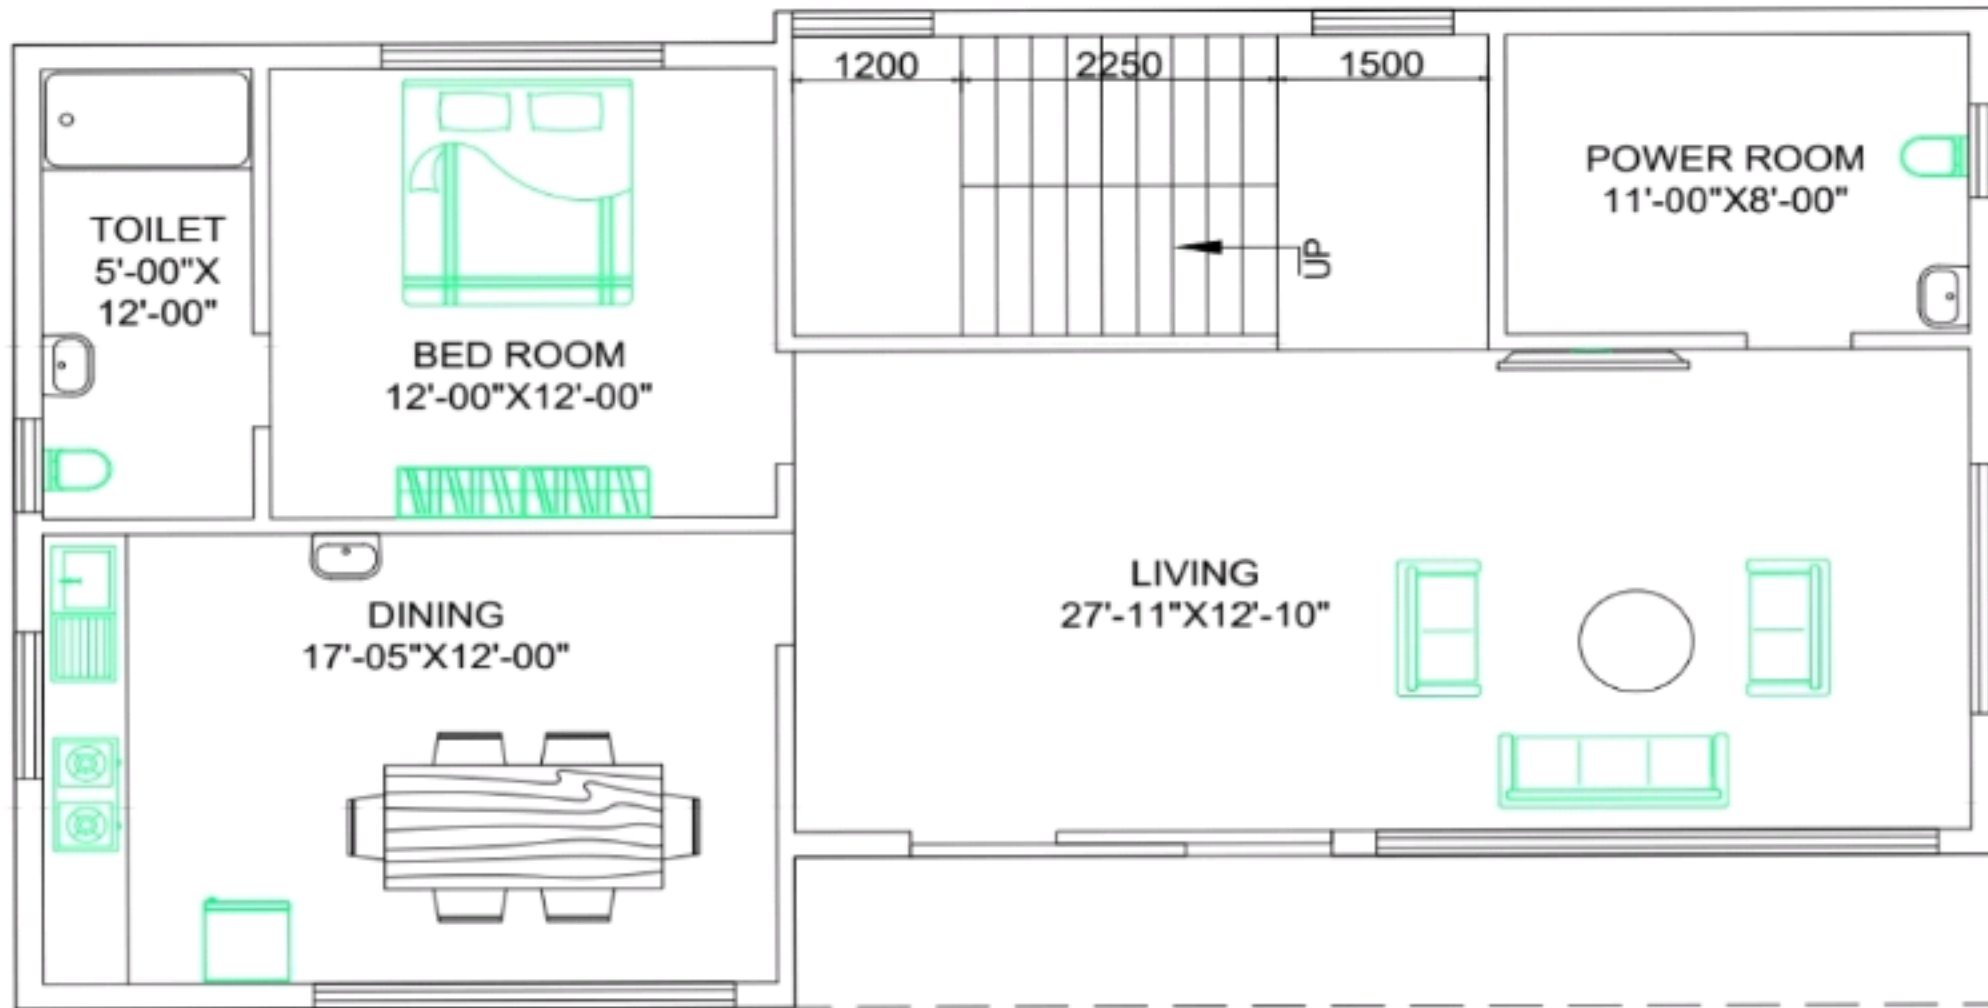 1200
2250
1500
POWER ROOM
11'-00"X8'-00"
TOILET
5'-00"X
12'-00"
UP
BED ROOM
12'-00"X12'-00"
LIVING
27'-11"X12'-10"
DINING
17'-05"X12'-00"